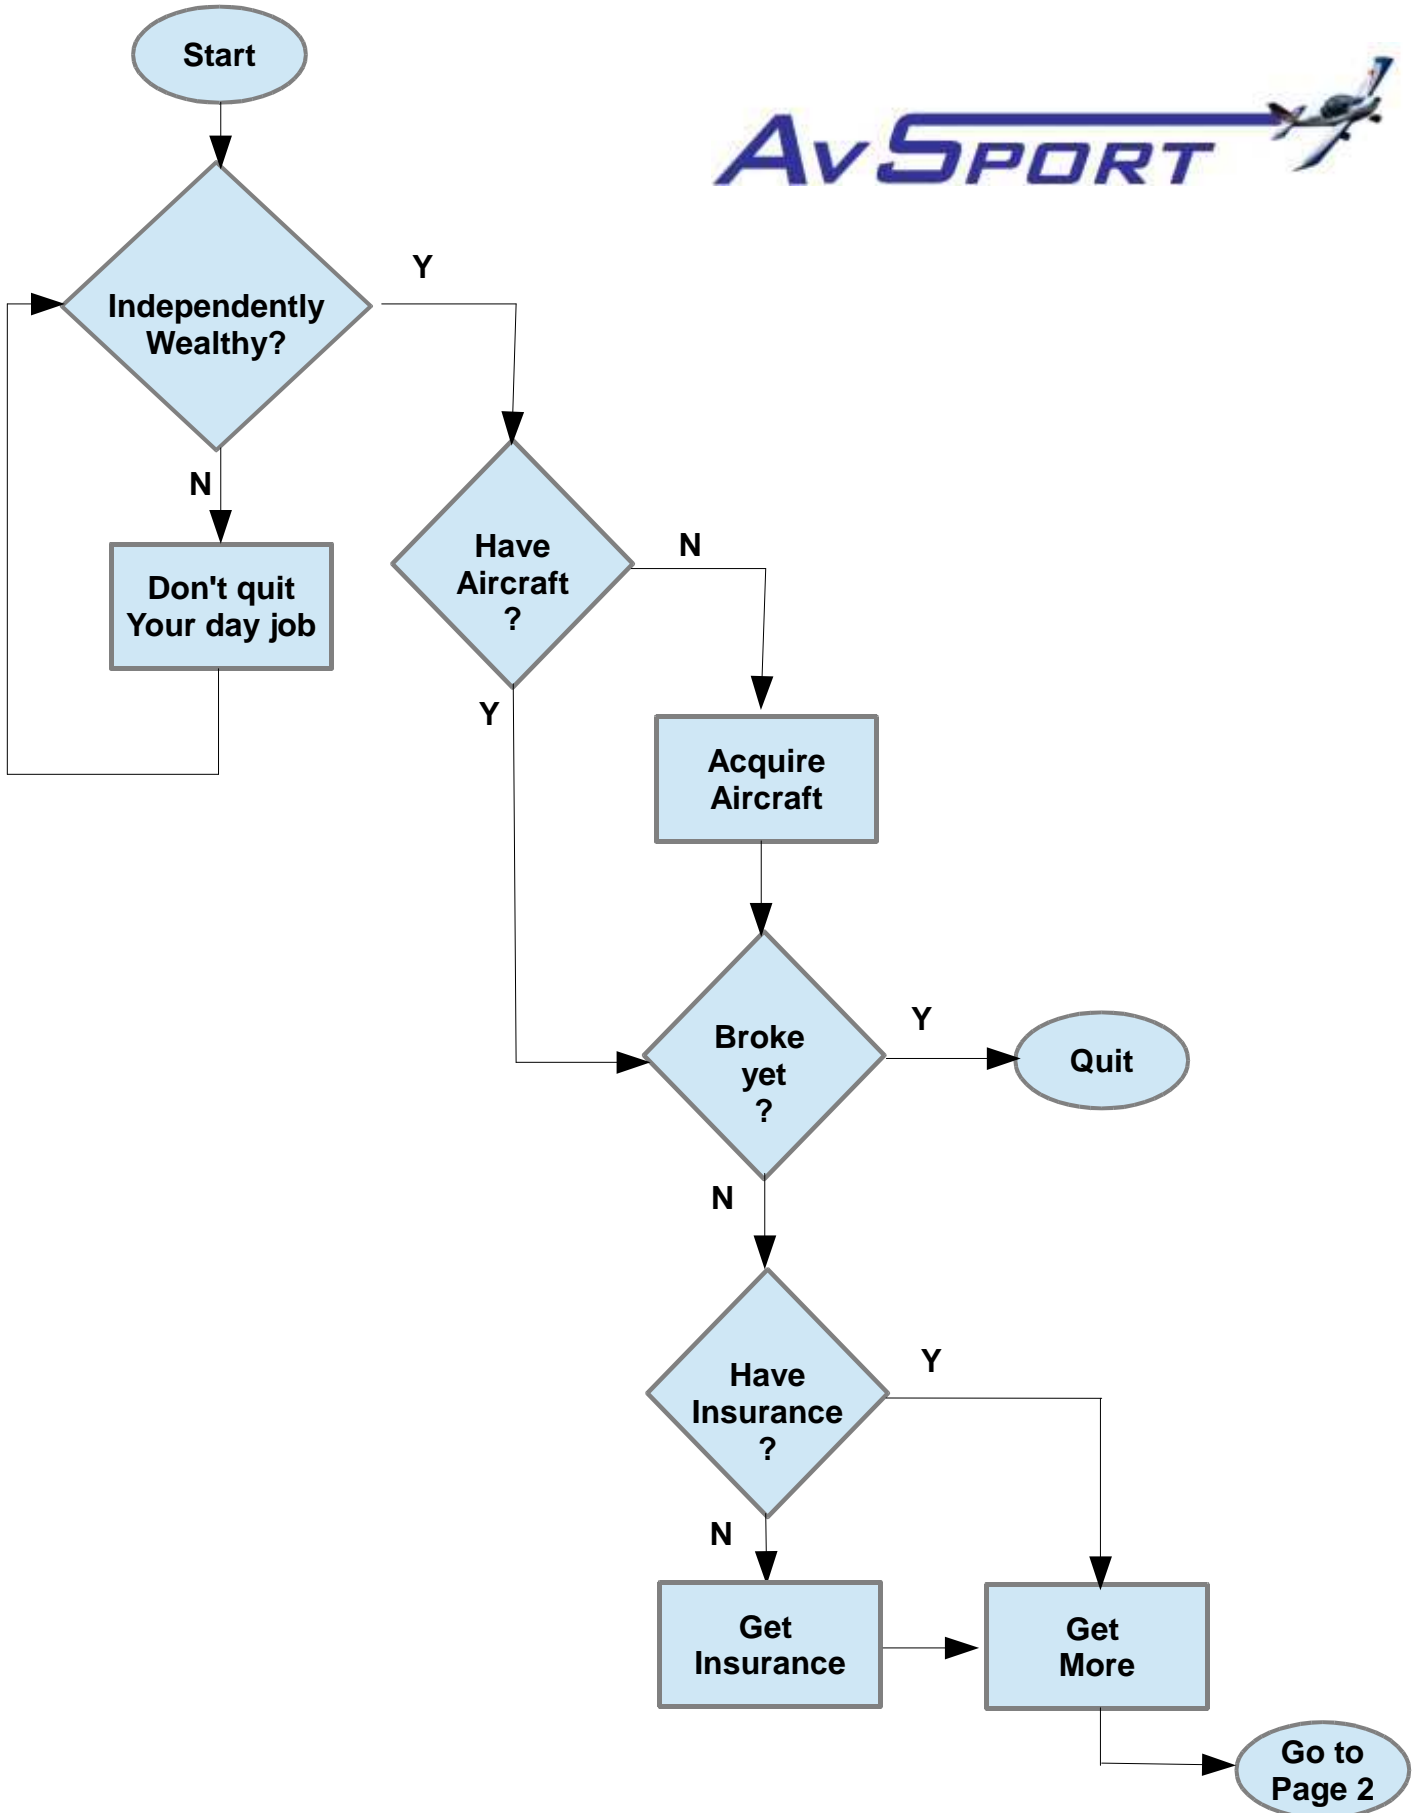 Start
AvSport
Y
Independently
Wealthy?
N
Have
Aircraft
?
N
Don't quit
Your day job
Y
Acquire
Aircraft
Broke
yet
?
Y
Quit
N
Have
Insurance
?
Y
N
Get
Insurance
Get
More
Go to
Page 2